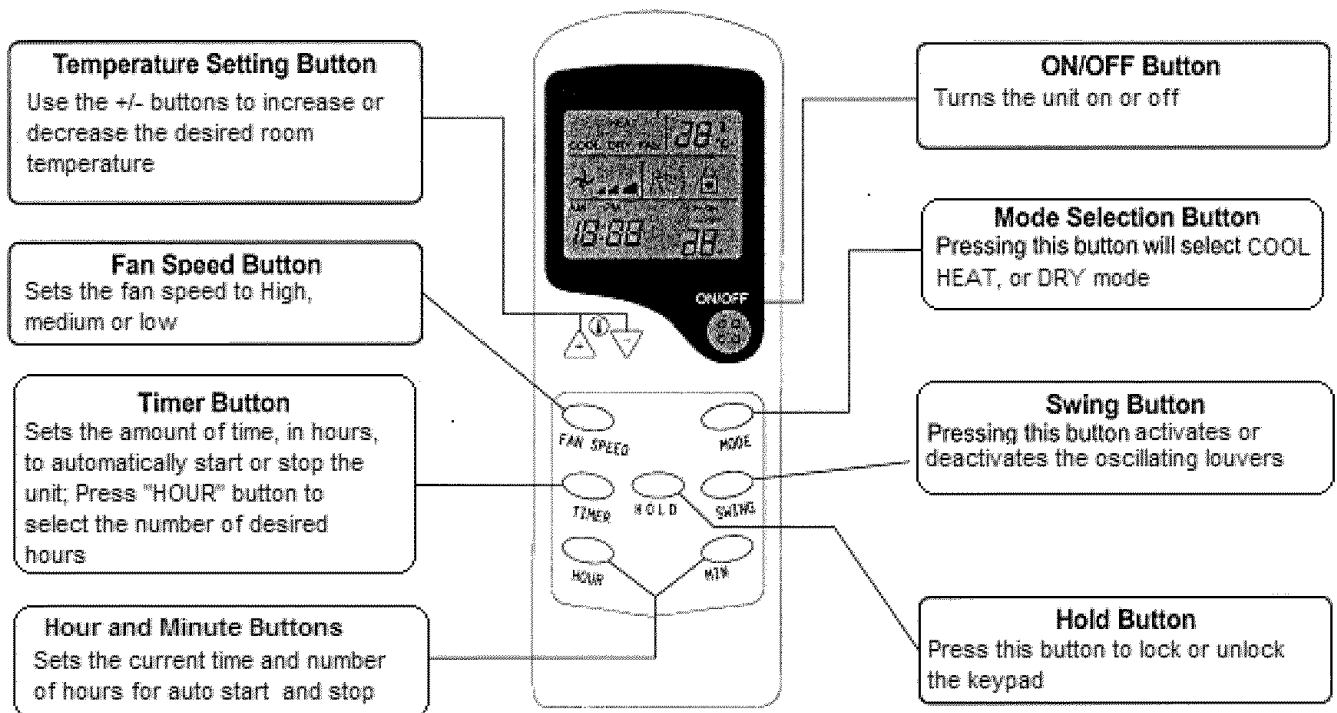 Temperature Setting Button
Use the +/- buttons to increase or
decrease the desired room
temperature
Fan Speed Button
Sets the fan speed to High,
medium or low
Timer Button
Sets the amount of time, in hours,
to automatically start or stop the
unit; Press "HOUR" button to
select the number of desired
hours
Hour and Minute Buttons
Sets the current time and number
of hours for auto start and stop
HEAT
COOL DRY FAN
AM
18:88
ON/OFF
FAN SPEED
MODE
TIMER
HOLD
SWING
HOUR
MIN
ON/OFF Button
Turns the unit on or off
Mode Selection Button
Pressing this button will select COOL
HEAT, or DRY mode
Swing Button
Pressing this button activates or
deactivates the oscillating louvers
Hold Button
Press this button to lock or unlock
the keypad